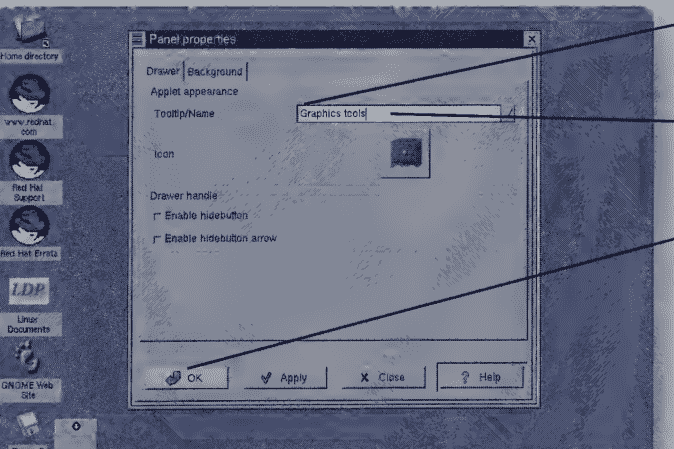 Panel properties
Home directory
Drawer
Background
Applet appearance
www.redhat.
com
Tooltip/Name
Graphics tools
Icon
Red Hat
Support
Drawer handle
Enable hidebutton
Enable hidebutton arrow
Red Hat Errata
LDP
Linux
Documents
OK
Apply
Close
Help
GNOME Web
Site